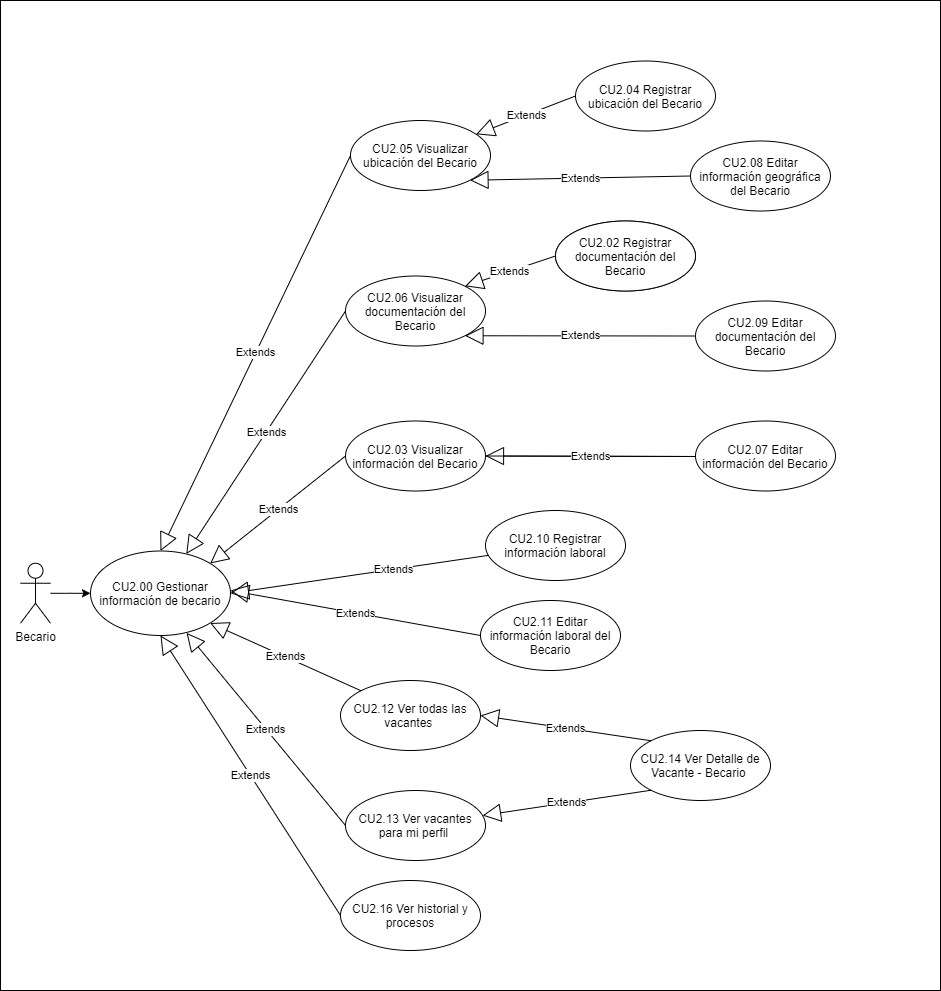 CU2.04 Registrar
ubicación del Becario
Extends
CU2.05 Visualizar
ubicación del Becario
CU2.08 Editar
información geográfica
del Becario
Extends
CU2.02 Registrar
documentación del
Becario
Extends
CU2.06 Visualizar
documentación del
Becario
CU2.09 Editar
documentación del
Becario
Extends
Extends
Extends
CU2.03 Visualizar
información del Becario
Extends
CU2.07 Editar
información del Becario
Extends
CU2.10 Registrar
información laboral
Extends
CU2.00 Gestionar
información de becario
Becario
Extends
CU2.11 Editar
información laboral del
Becario
Extends
CU2.12 Ver todas las
vacantes
Extends
Extends
CU2.14 Ver Detalle de
Vacante - Becario
Extends
Extends
CU2.13 Ver vacantes
para mi perfil
CU2.16 Ver historial y
procesos